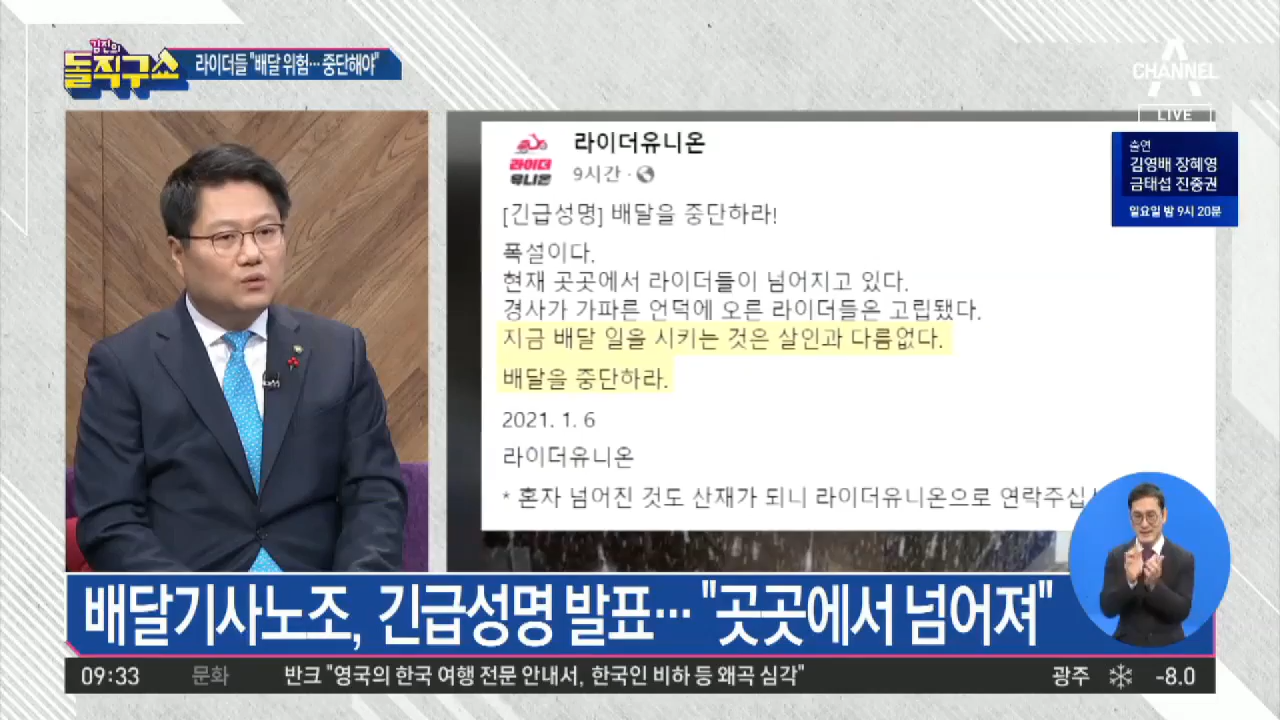 김진의
돌직구쇼
라이더들 "배달 위험… 중단해야"
CHANNEL
LIVE
출연
김영배 장혜영
금태섭 진중권
일요일 밤 9시 20분
라이더
유니온
라이더유니온
9시간 ·
[긴급성명] 배달을 중단하라!
폭설이다.
현재 곳곳에서 라이더들이 넘어지고 있다.
경사가 가파른 언덕에 오른 라이더들은 고립됐다.
지금 배달 일을 시키는 것은 살인과 다름없다.
배달을 중단하라.
2021. 1. 6
라이더유니온
* 혼자 넘어진 것도 산재가 되니 라이더유니온으로 연락주십
배달기사노조, 긴급성명 발표… "곳곳에서 넘어져"
09:33 문화 반크 "영국의 한국 여행 전문 안내서, 한국인 비하 등 왜곡 심각" 광주 -8.0